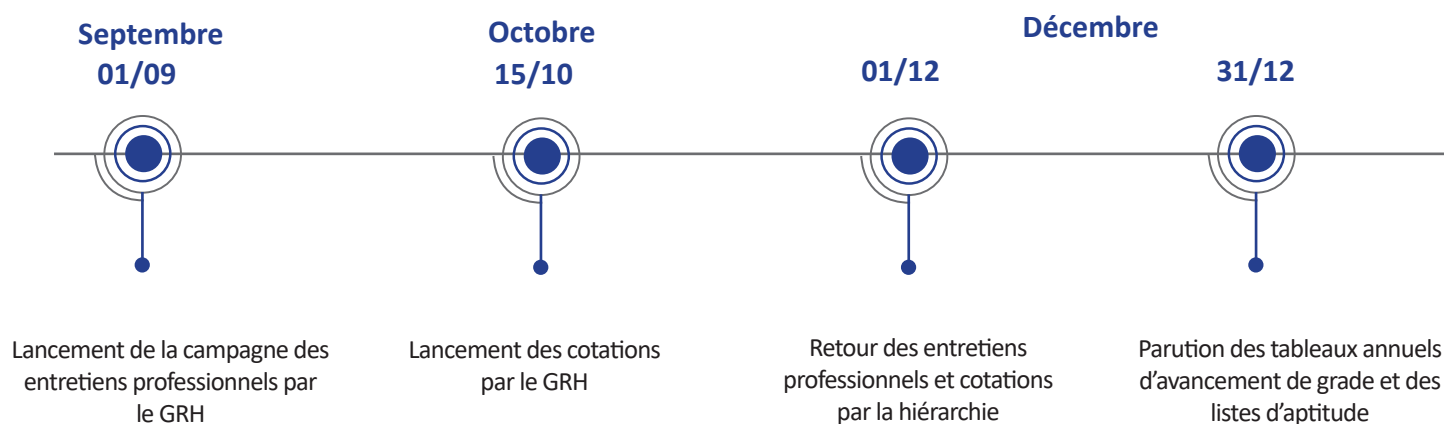 Septembre
01/09
Octobre
15/10
Décembre
01/12
31/12
Lancement de la campagne des
entretiens professionnels par
le GRH
Lancement des cotations
par le GRH
Retour des entretiens
professionnels et cotations
par la hiérarchie
Parution des tableaux annuels
d’avancement de grade et des
listes d’aptitude